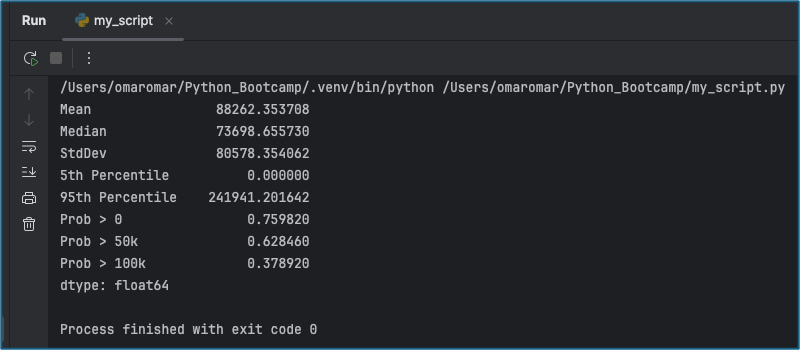 Run my_script ×
/Users/omaromar/Python_Bootcamp/.venv/bin/python /Users/omaromar/Python_Bootcamp/my_script.py
Mean 88262.353708
Median 73698.655730
StdDev 80578.354062
5th Percentile 0.000000
95th Percentile 241941.201642
Prob > 0 0.759820
Prob > 50k 0.628460
Prob > 100k 0.378920
dtype: float64
Process finished with exit code 0